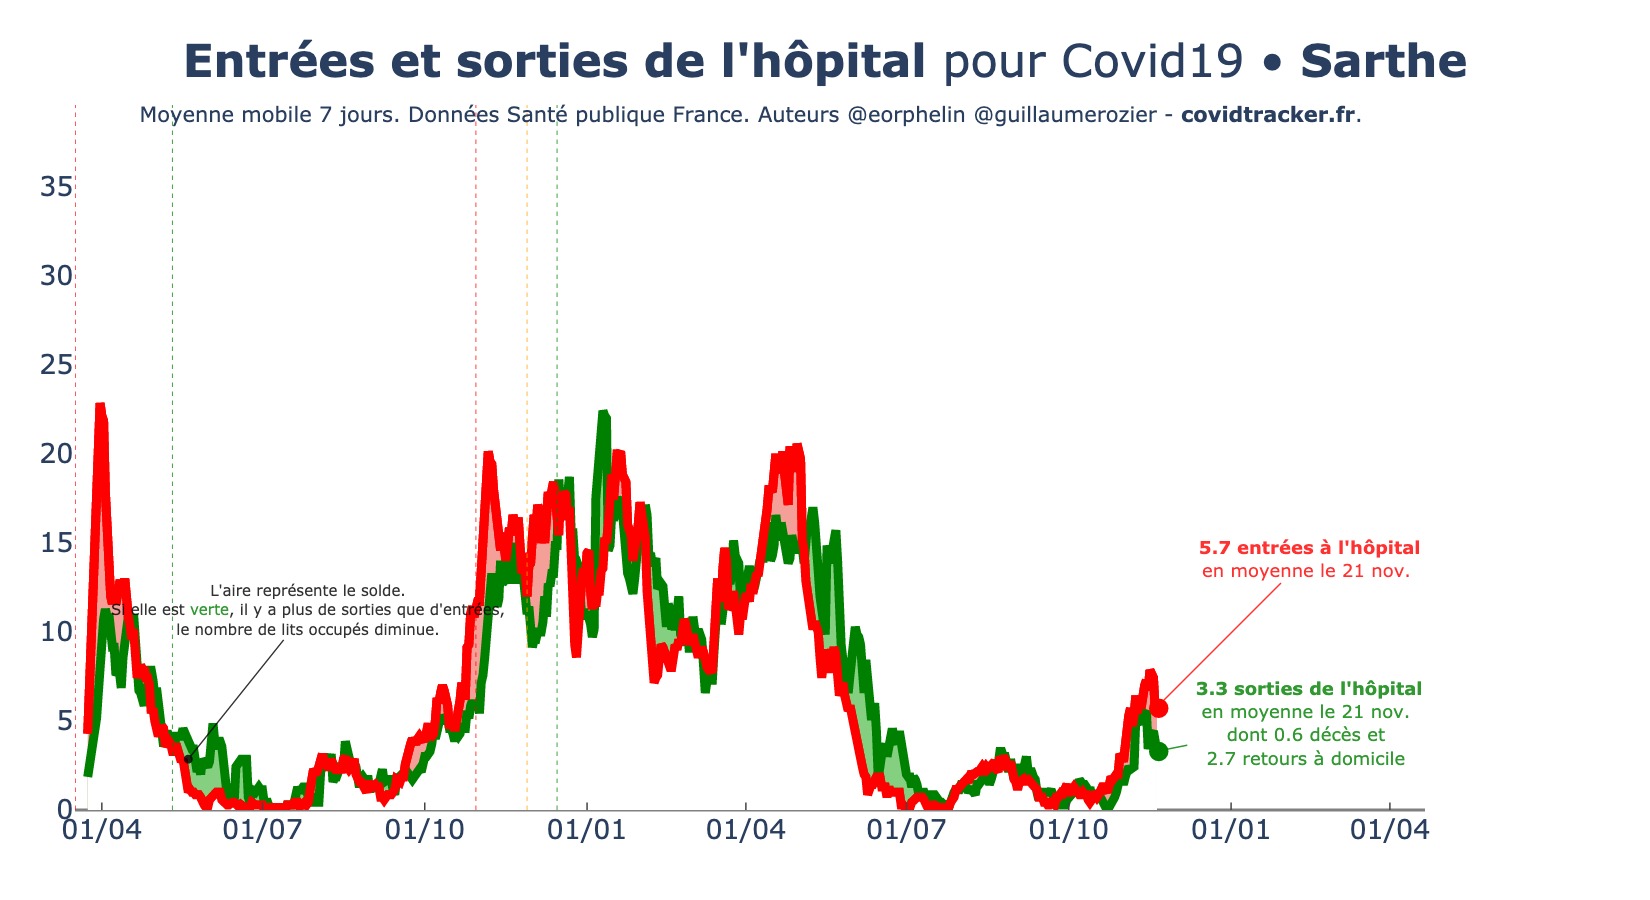 Entrées et sorties de l'hôpital pour Covid19 • Sarthe
Moyenne mobile 7 jours. Données Santé publique France. Auteurs @eorphelin @guillaumerozier - covidtracker.fr.
35
30
25
20
15
10
5
0
L'aire représente le solde.
Si elle est verte, il y a plus de sorties que d'entrées,
le nombre de lits occupés diminue.
5.7 entrées à l'hôpital
en moyenne le 21 nov.
3.3 sorties de l'hôpital
en moyenne le 21 nov.
dont 0.6 décès et
2.7 retours à domicile
01/04 01/07 01/10 01/01 01/04 01/07 01/10 01/01 01/04